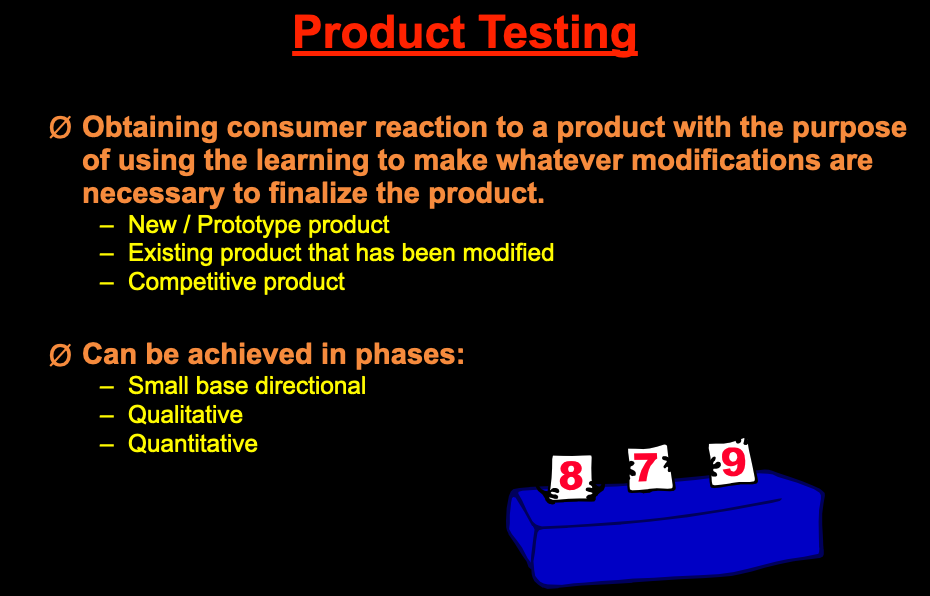 Product Testing
Ø Obtaining consumer reaction to a product with the purpose
of using the learning to make whatever modifications are
necessary to finalize the product.
– New / Prototype product
– Existing product that has been modified
– Competitive product
Ø Can be achieved in phases:
– Small base directional
– Qualitative
– Quantitative
8 7 9